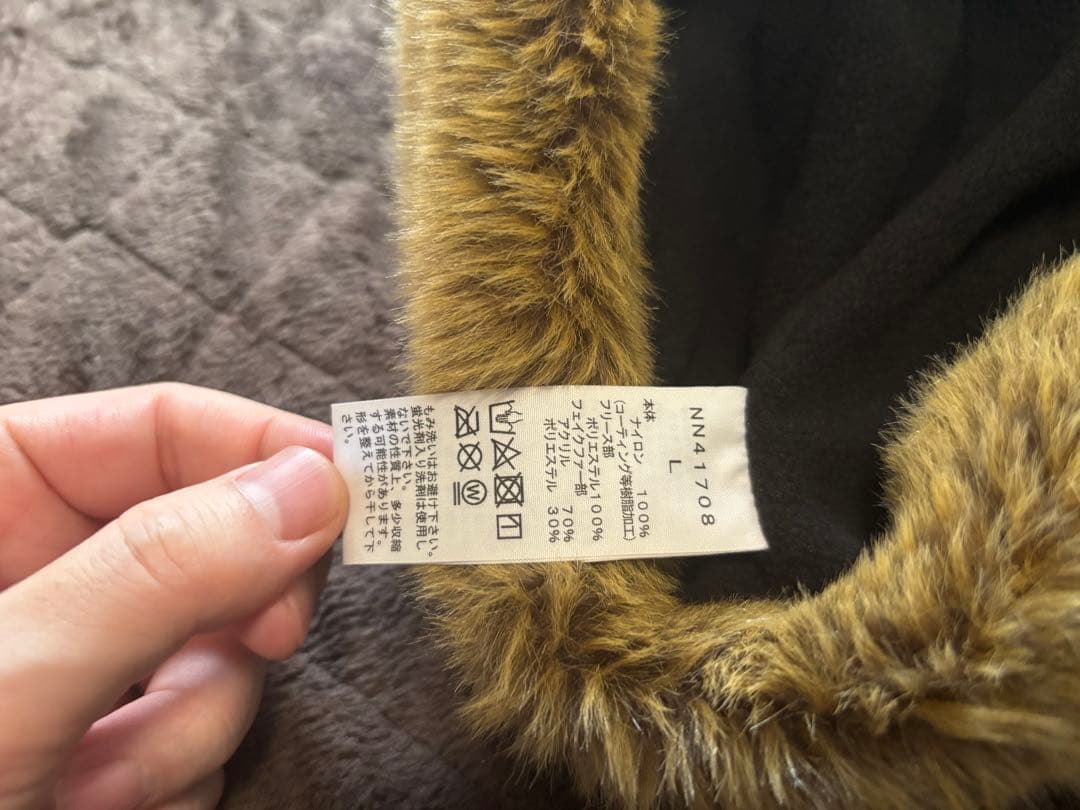 NN41708
L
本体
ナイロン 100%
(コーティング等樹脂加工)
フリース部
ポリエステル100%
フェイクファー部
アクリル 70%
ポリエステル 30%
W
もみ洗いはお避け下さい。
蛍光剤入り洗剤は使用し
ないで下さい。
素材の性質上、多少収縮
する可能性があります。
形を整えてから干して下
さい。